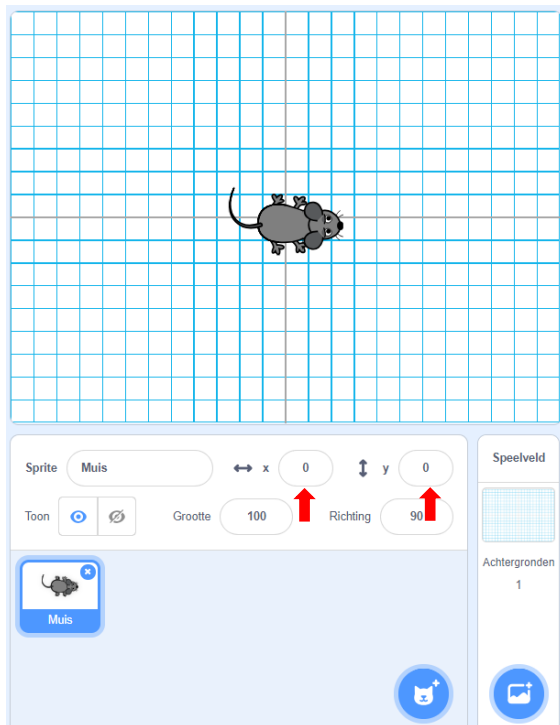 Sprite Muis x 0 y 0
Toon Grootte 100 Richting 90
Muis
Speelveld
Achtergronden
1